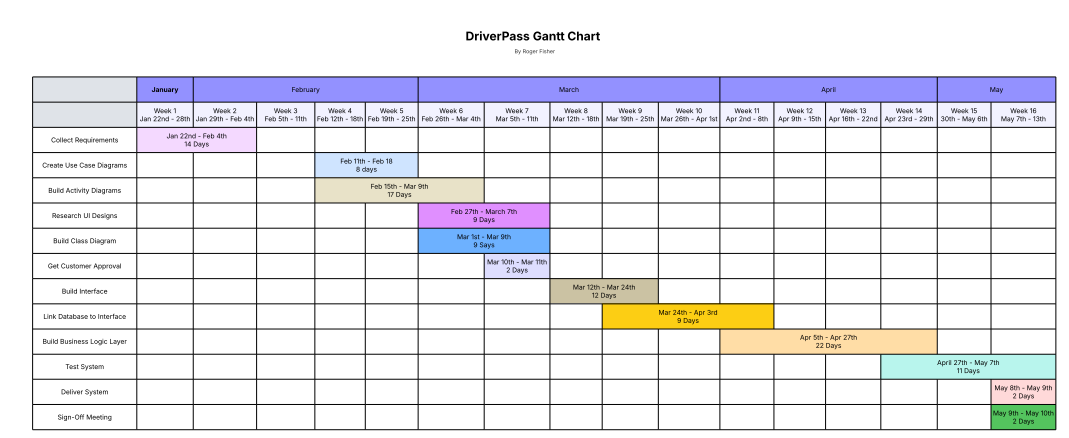 DriverPass Gantt Chart
By Roger Fisher
January February March April May
Week 1 Week 2 Week 3 Week 4 Week 5 Week 6 Week 7 Week 8 Week 9 Week 10 Week 11 Week 12 Week 13 Week 14 Week 15 Week 16
Jan 22nd - 28th Jan 29th - Feb 4th Feb 5th - 11th Feb 12th - 18th Feb 19th - 25th Feb 26th - Mar 4th Mar 5th - 11th Mar 12th - 18th Mar 19th - 25th Mar 26th - Apr 1st Apr 2nd - 8th Apr 9th - 15th Apr 16th - 22nd Apr 23rd - 29th 30th - May 6th May 7th - 13th
Collect Requirements
Jan 22nd - Feb 4th
14 Days
Create Use Case Diagrams
Feb 11th - Feb 18
8 days
Build Activity Diagrams
Feb 15th - Mar 9th
17 Days
Research UI Designs
Feb 27th - March 7th
9 Days
Build Class Diagram
Mar 1st - Mar 9th
9 Says
Get Customer Approval
Mar 10th - Mar 11th
2 Days
Build Interface
Mar 12th - Mar 24th
12 Days
Link Database to Interface
Mar 24th - Apr 3rd
9 Days
Build Business Logic Layer
Apr 5th - Apr 27th
22 Days
Test System
April 27th - May 7th
11 Days
Deliver System
May 8th - May 9th
2 Days
Sign-Off Meeting
May 9th - May 10th
2 Days